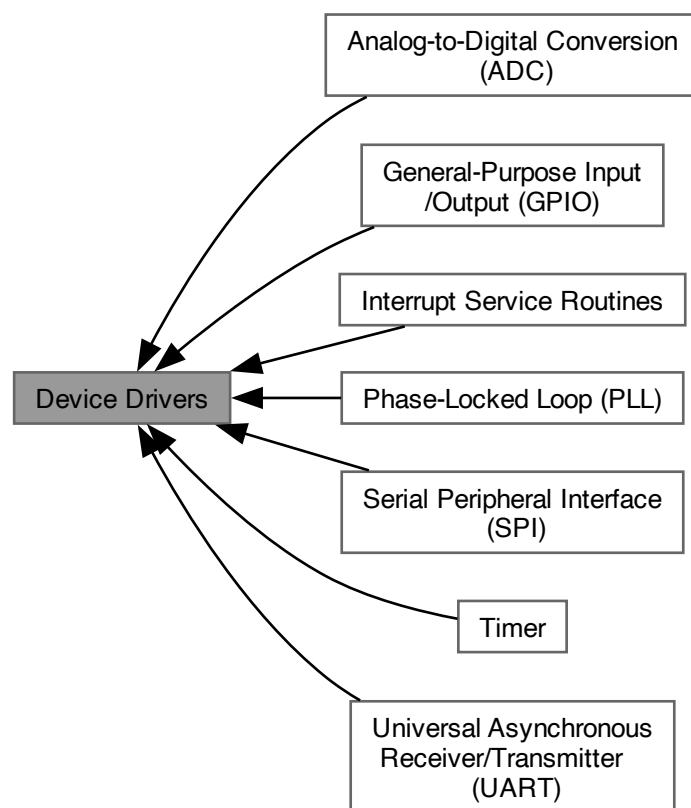 Analog-to-Digital Conversion
(ADC)
General-Purpose Input
/Output (GPIO)
Interrupt Service Routines
Device Drivers
Phase-Locked Loop (PLL)
Serial Peripheral Interface
(SPI)
Timer
Universal Asynchronous
Receiver/Transmitter
(UART)